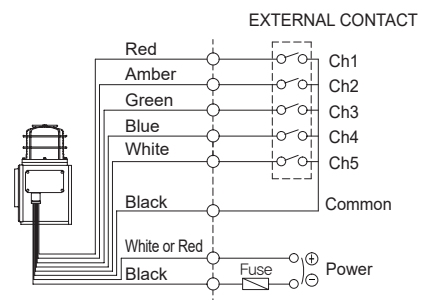 EXTERNAL CONTACT
Red Ch1
Amber Ch2
Green Ch3
Blue Ch4
White Ch5
Black Common
White or Red
Fuse Power
Black